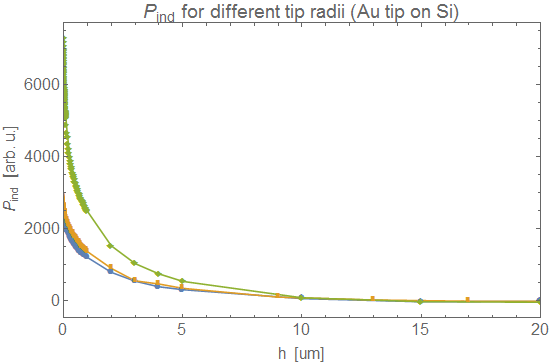 P_ind for different tip radii (Au tip on Si)
6000
4000
2000
0
P_ind [arb. u.]
0 5 10 15 20
h [um]